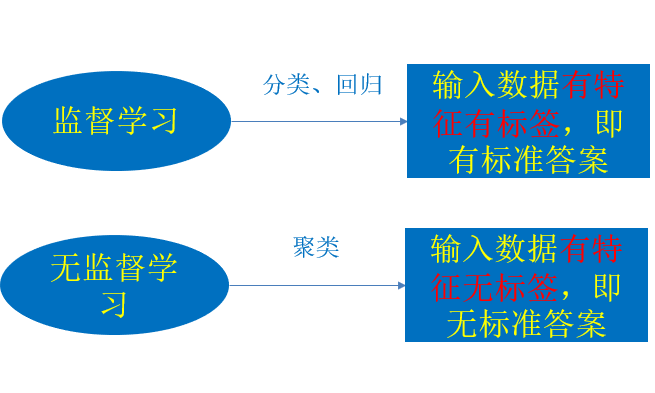 分类、回归
监督学习
输入数据有特
征有标签，即
有标准答案
聚类
无监督学
习
输入数据有特
征无标签，即
无标准答案